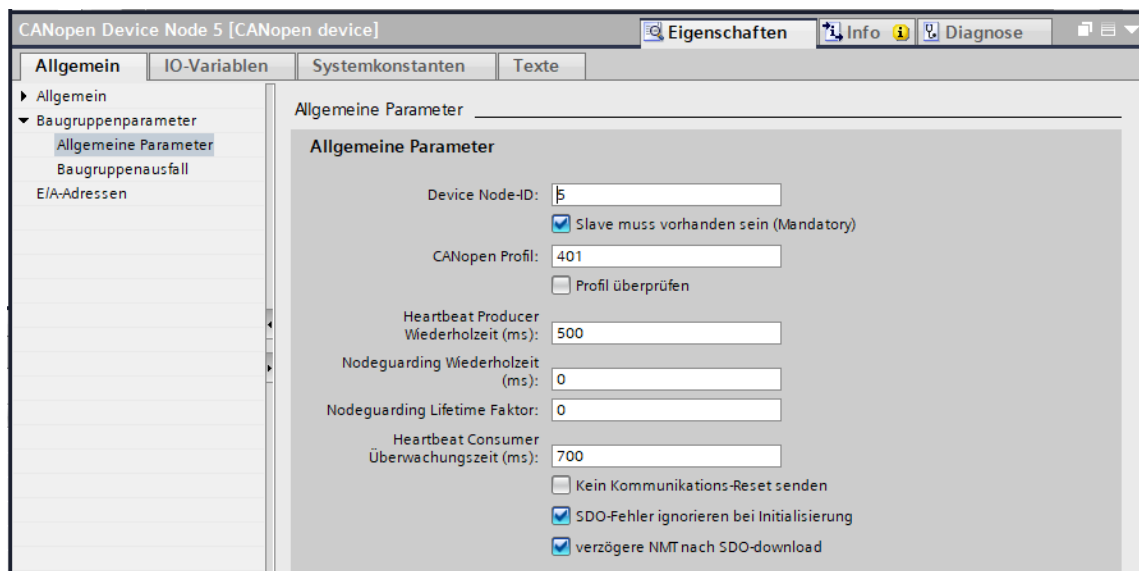 CANopen Device Node 5 [CANopen device]
Eigenschaften
Info
Diagnose
Allgemein
IO-Variablen
Systemkonstanten
Texte
Allgemein
Baugruppenparameter
Allgemeine Parameter
Baugruppenausfall
E/A-Adressen
Allgemeine Parameter
Allgemeine Parameter
Device Node-ID: 5
Slave muss vorhanden sein (Mandatory)
CANopen Profil: 401
Profil überprüfen
Heartbeat Producer
Wiederholzeit (ms): 500
Nodeguarding Wiederholzeit
(ms): 0
Nodeguarding Lifetime Faktor: 0
Heartbeat Consumer
Überwachungszeit (ms): 700
Kein Kommunikations-Reset senden
SDO-Fehler ignorieren bei Initialisierung
verzögere NMT nach SDO-download